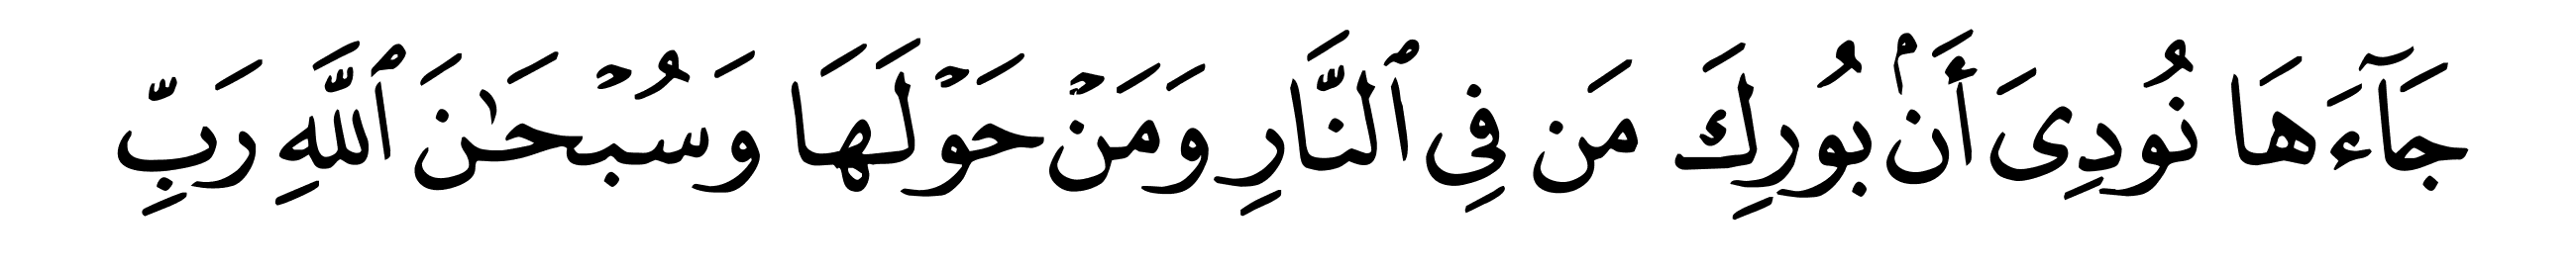 جَآءَهَا نُودِىَ أَنۢ بُورِكَ مَن فِى ٱلنَّارِ وَمَنْ حَوْلَهَا وَسُبْحَـٰنَ ٱللَّهِ رَبِّ